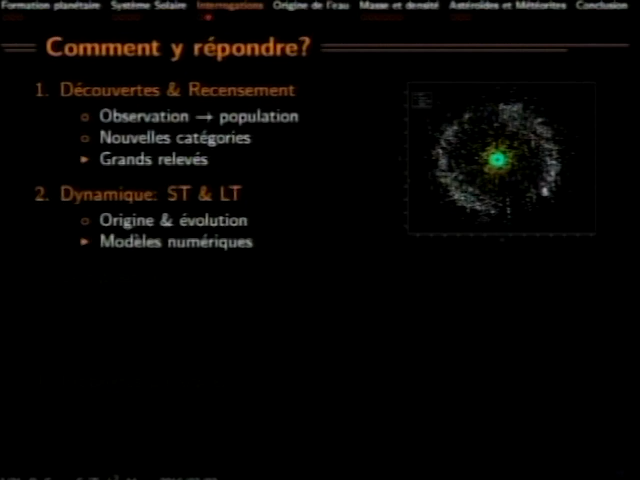 Formation planétaire Système Solaire Interrogations Origine de l'eau Masse et densité Astéroïdes et Météorites Conclusion
Comment y répondre?
1. Découvertes & Recensement
Observation → population
Nouvelles catégories
Grands relevés
2. Dynamique: ST & LT
Origine & évolution
Modèles numériques